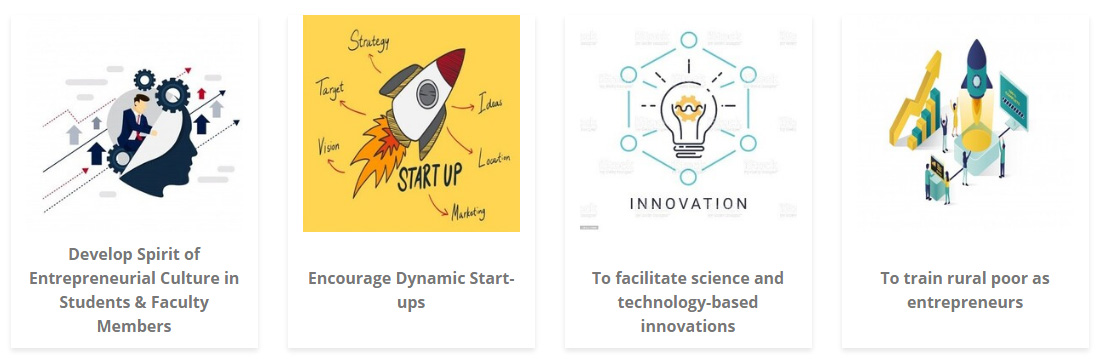 Strategy
Target
Ideas
Vision
Location
START UP
Marketing
INNOVATION
Develop Spirit of
Entrepreneurial Culture in
Students & Faculty
Members
Encourage Dynamic Start-
ups
To facilitate science and
technology-based
innovations
To train rural poor as
entrepreneurs